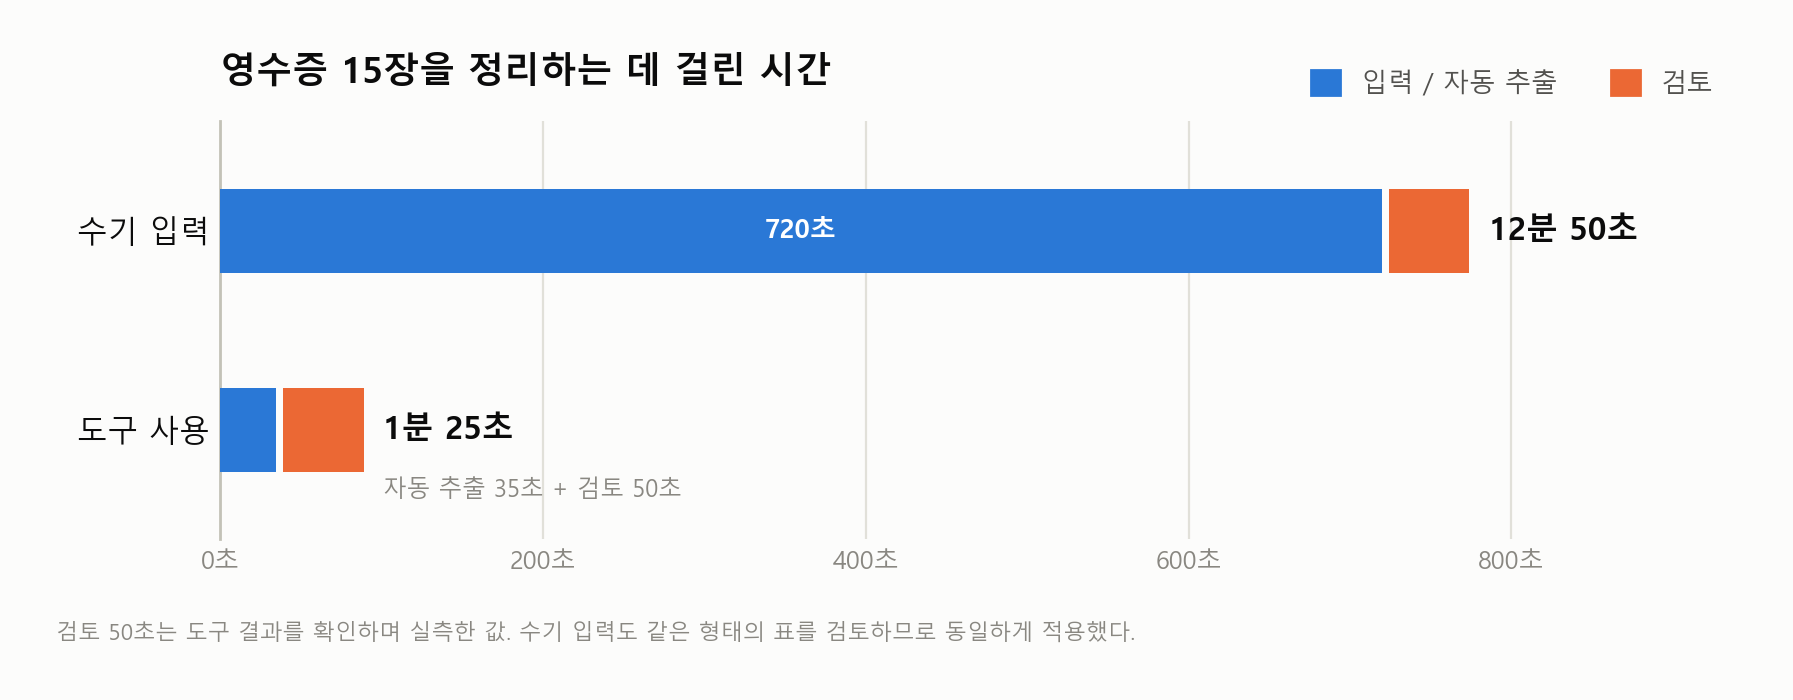 영수증 15장을 정리하는 데 걸린 시간
입력 / 자동 추출
검토
수기 입력
720초
12분 50초
도구 사용
1분 25초
자동 추출 35초 + 검토 50초
0초
200초
400초
600초
800초
검토 50초는 도구 결과를 확인하며 실측한 값. 수기 입력도 같은 형태의 표를 검토하므로 동일하게 적용했다.